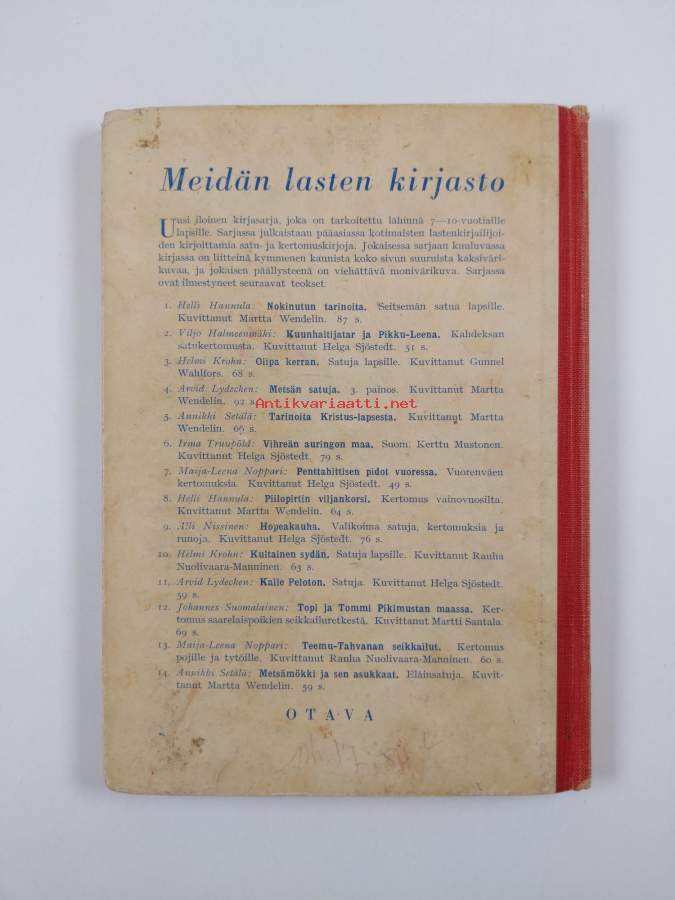 Meidän lasten kirjasto
Uusi iloinen kirjasarja, joka on tarkoitettu lähinnä 7—10-vuotiaille
lapsille. Sarjassa julkaistaan pääasiassa kotimaisten lastenkirjailijoi-
den kirjoittamia satu- ja kertomuskirjoja. Jokaisessa sarjaan kuuluvassa
kirjassa on liitteinä kymmenen kaunista koko sivun suuruista kaksiväri-
kuvaa, ja jokaisen päällysteenä on viehättävä monivärikuva. Sarjassa
ovat ilmestyneet seuraavat teokset:
1. Helli Hannula: Nokinutun tarinoita. Seitsemän satua lapsille.
Kuvittanut Martta Wendelin. 87 s.
2. Viljo Halmeenmäki: Kuunhaltijatar ja Pikku-Leena. Kahdeksan
satukertomusta. Kuvittanut Helga Sjöstedt. 51 s.
3. Helmi Krohn: Olipa kerran. Satuja lapsille. Kuvittanut Gunnel
Wahlfors. 68 s.
4. Arvid Lydecken: Metsän satuja. 3. painos. Kuvittanut Martta
Wendelin. 92 s.
Antikvariaatti.net
5. Annikki Setälä: Tarinoita Kristus-lapsesta. Kuvittanut Martta
Wendelin. 66 s.
6. Irma Truupõld: Vihreän auringon maa. Suom. Kerttu Mustonen.
Kuvittanut Helga Sjöstedt. 79 s.
7. Maija-Leena Noppari: Penttahittisen pidot vuoressa. Vuorenväen
kertomuksia. Kuvittanut Helga Sjöstedt. 49 s.
8. Helli Hannula: Piilopirtin viljankorsi. Kertomus vainovuosilta.
Kuvittanut Martta Wendelin. 64 s.
9. Alli Nissinen: Hopeakauha. Valikoima satuja, kertomuksia ja
runoja. Kuvittanut Helga Sjöstedt. 76 s.
10. Helmi Krohn: Kultainen sydän. Satuja lapsille. Kuvittanut Rauha
Nuolivaara-Manninen. 63 s.
11. Arvid Lydecken: Kalle Peloton. Satuja. Kuvittanut Helga Sjöstedt.
59 s.
12. Johannes Suomalainen: Topi ja Tommi Pikimustan maassa. Ker-
tomus saarelaispoikien seikkailuretkestä. Kuvittanut Martti Santala.
69 s.
13. Maija-Leena Noppari: Teemu-Tahvanan seikkailut. Kertomus
pojille ja tytöille. Kuvittanut Rauha Nuolivaara-Manninen. 60 s.
14. Annikki Setälä: Metsämökki ja sen asukkaat. Eläinsatuja. Kuvit-
tanut Martta Wendelin. 59 s.
OTAVA